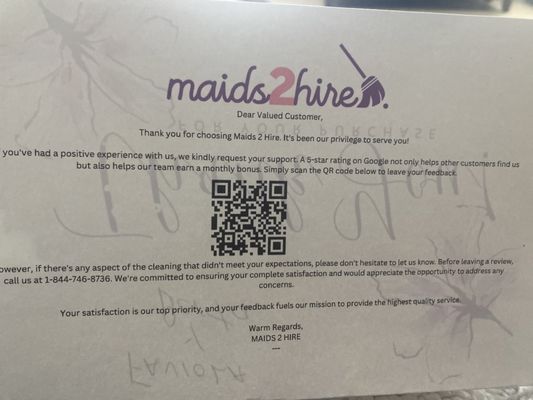 maids2hire.
Dear Valued Customer,
Thank you for choosing Maids 2 Hire. It's been our privilege to serve you!
you've had a positive experience with us, we kindly request your support. A 5-star rating on Google not only helps other customers find us
but also helps our team earn a monthly bonus. Simply scan the QR code below to leave your feedback.
owever, if there's any aspect of the cleaning that didn't meet your expectations, please don't hesitate to let us know. Before leaving a review,
call us at 1-844-746-8736. We're committed to ensuring your complete satisfaction and would appreciate the opportunity to address any
concerns.
Your satisfaction is our top priority, and your feedback fuels our mission to provide the highest quality service.
Warm Regards,
MAIDS 2 HIRE
---
FOR YOUR PURCHASE
FAVIOLA